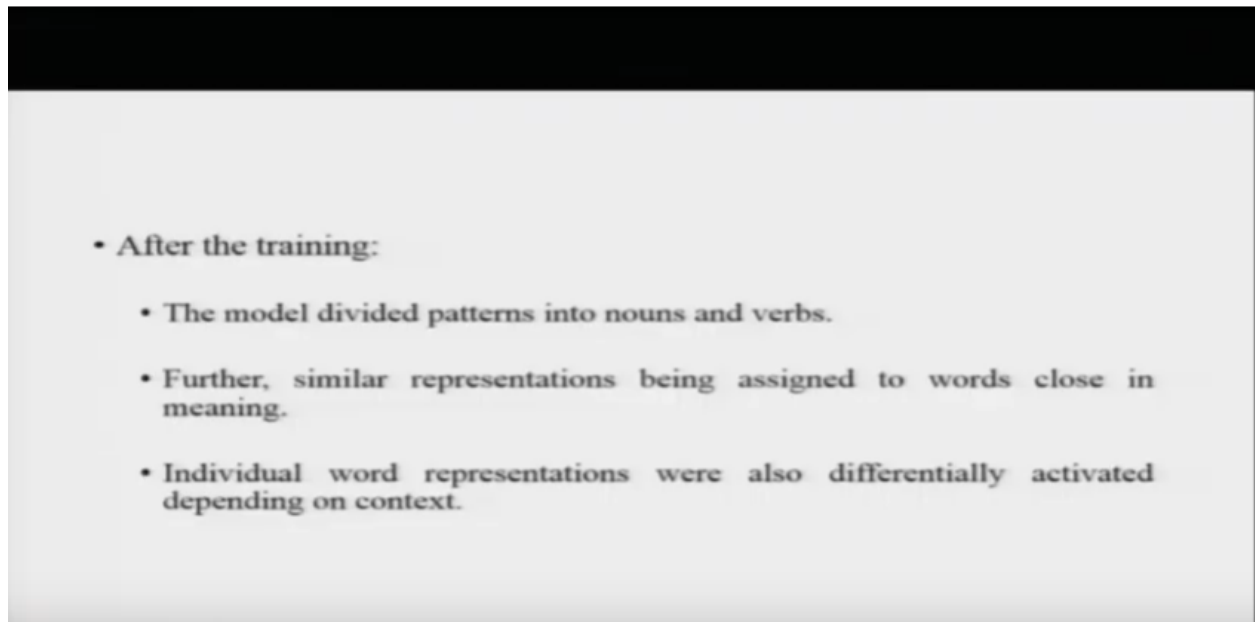 • After the training:
• The model divided patterns into nouns and verbs.
• Further, similar representations being assigned to words close in
meaning.
• Individual word representations were also differentially activated
depending on context.